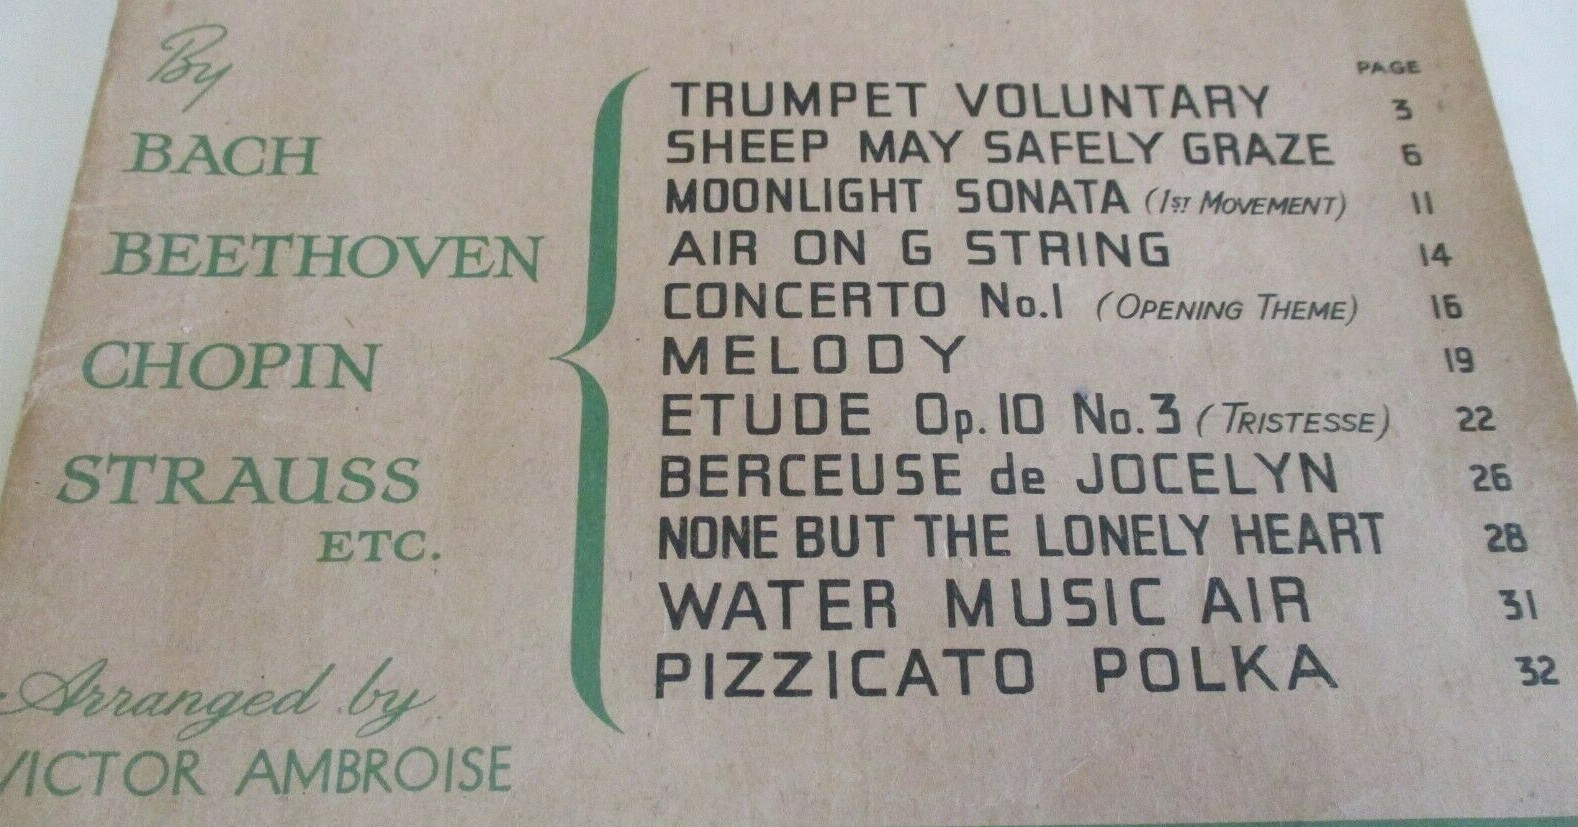 By
BACH
BEETHOVEN
CHOPIN
STRAUSS
ETC.
Arranged by
VICTOR AMBROISE
PAGE
TRUMPET VOLUNTARY 3
SHEEP MAY SAFELY GRAZE 6
MOONLIGHT SONATA (1ST MOVEMENT) 11
AIR ON G STRING 14
CONCERTO No.1 (OPENING THEME) 16
MELODY 19
ETUDE Op.10 No.3 (TRISTESSE) 22
BERCEUSE de JOCELYN 26
NONE BUT THE LONELY HEART 28
WATER MUSIC AIR 31
PIZZICATO POLKA 32